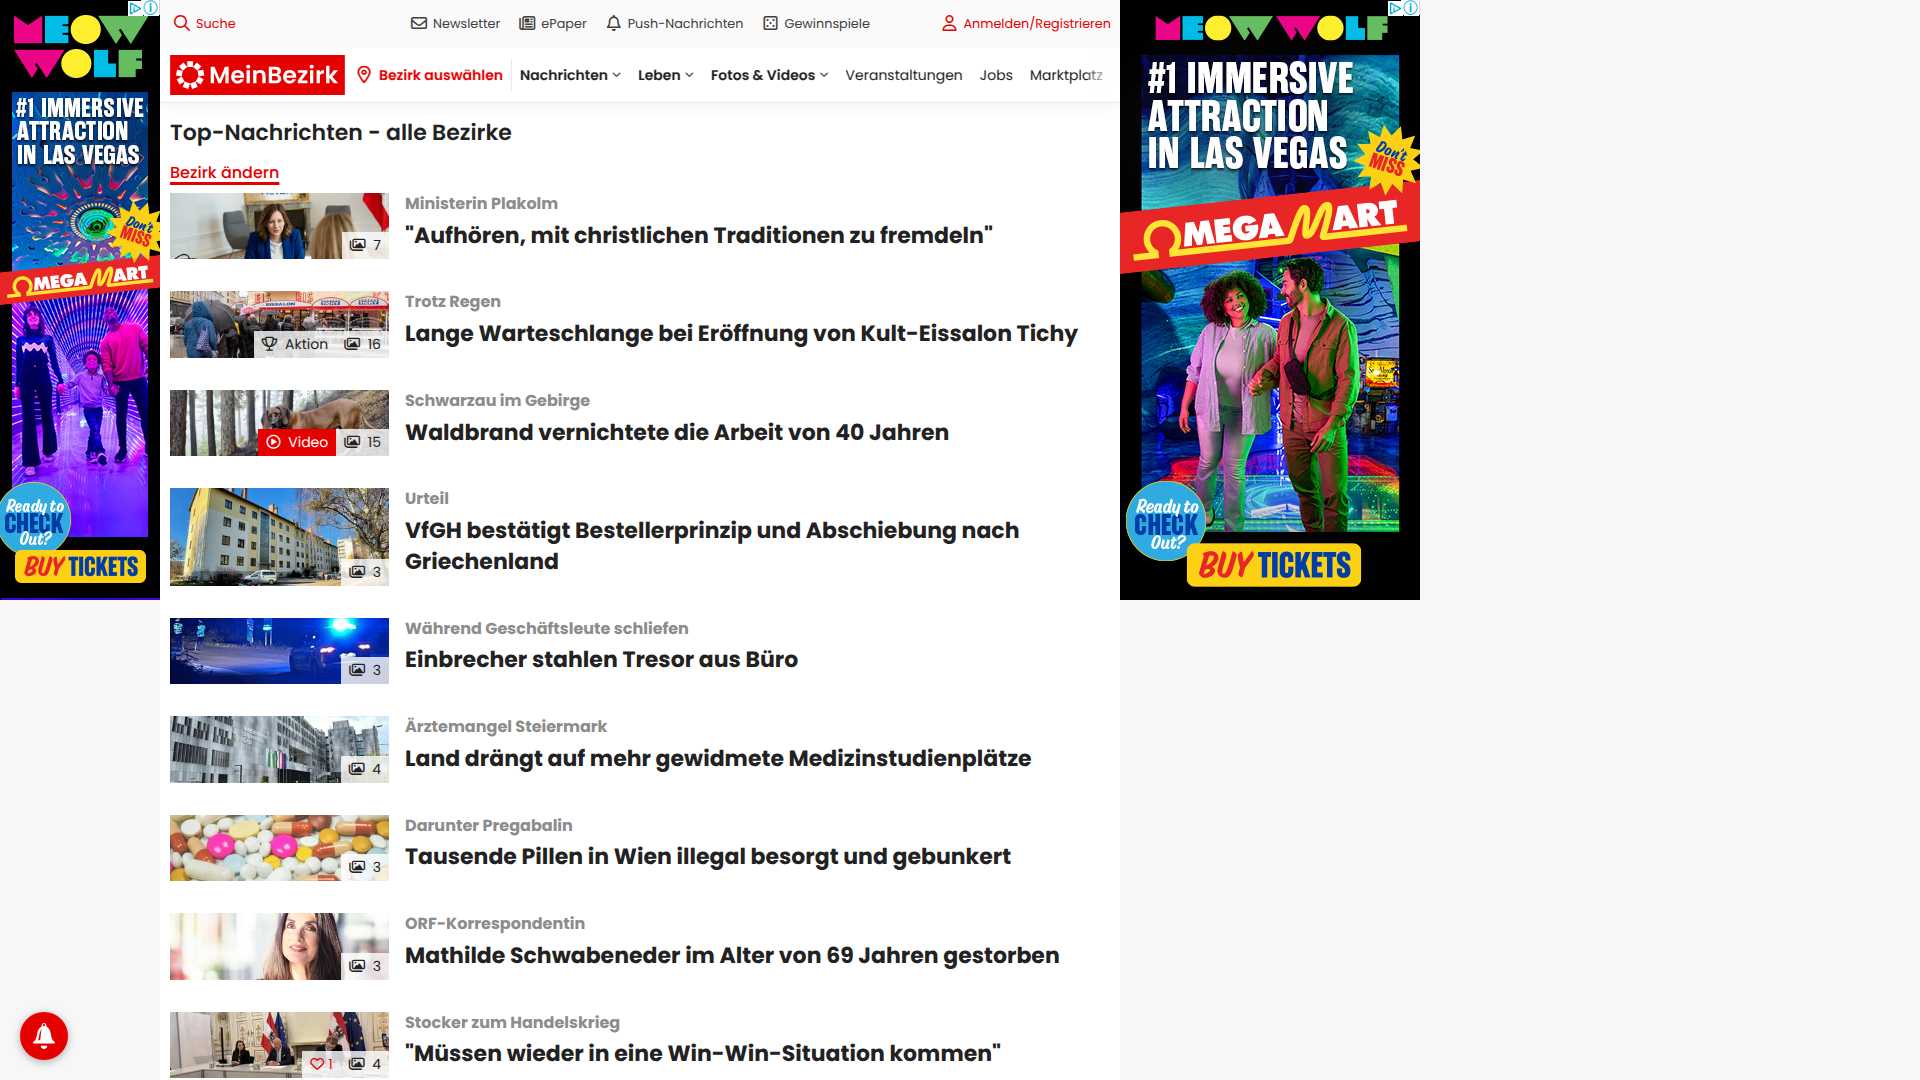 MEOW
WOLF
#1 IMMERSIVE
ATTRACTION
IN LAS VEGAS
Don't
MISS
OMEGA MART
Ready to
CHECK
Out?
BUY TICKETS
Suche
Newsletter
ePaper
Push-Nachrichten
Gewinnspiele
Anmelden/Registrieren
MeinBezirk
Bezirk auswählen
Nachrichten
Leben
Fotos & Videos
Veranstaltungen
Jobs
Marktplatz
Top-Nachrichten - alle Bezirke
Bezirk ändern
7
Ministerin Plakolm
"Aufhören, mit christlichen Traditionen zu fremdeln"
Aktion 16
Trotz Regen
Lange Warteschlange bei Eröffnung von Kult-Eissalon Tichy
Video 15
Schwarzau im Gebirge
Waldbrand vernichtete die Arbeit von 40 Jahren
3
Urteil
VfGH bestätigt Bestellerprinzip und Abschiebung nach
Griechenland
3
Während Geschäftsleute schliefen
Einbrecher stahlen Tresor aus Büro
4
Ärztemangel Steiermark
Land drängt auf mehr gewidmete Medizinstudienplätze
3
Darunter Pregabalin
Tausende Pillen in Wien illegal besorgt und gebunkert
3
ORF-Korrespondentin
Mathilde Schwabeneder im Alter von 69 Jahren gestorben
1 4
Stocker zum Handelskrieg
"Müssen wieder in eine Win-Win-Situation kommen"
MEOW WOLF
#1 IMMERSIVE
ATTRACTION
IN LAS VEGAS
Don't
MISS
OMEGA MART
Ready to
CHECK
Out?
BUY TICKETS